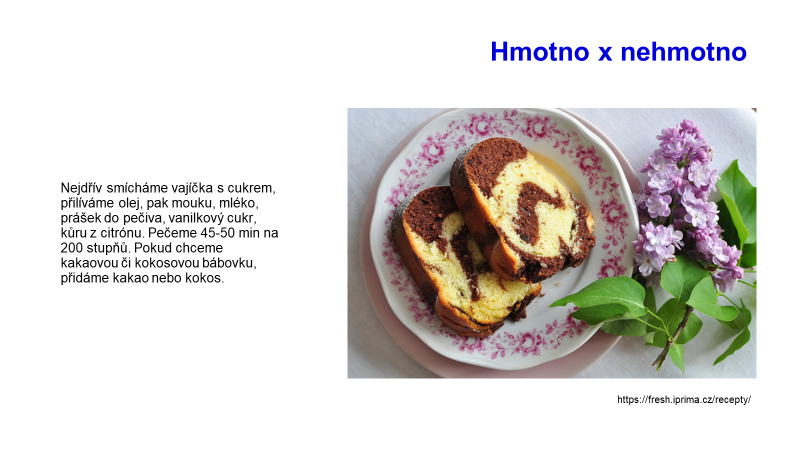 Hmotno x nehmotno
Nejdřív smícháme vajíčka s cukrem,
přilíváme olej, pak mouku, mléko,
prášek do pečiva, vanilkový cukr,
kůru z citrónu. Pečeme 45-50 min na
200 stupňů. Pokud chceme
kakaovou či kokosovou bábovku,
přidáme kakao nebo kokos.
https://fresh.iprima.cz/recepty/